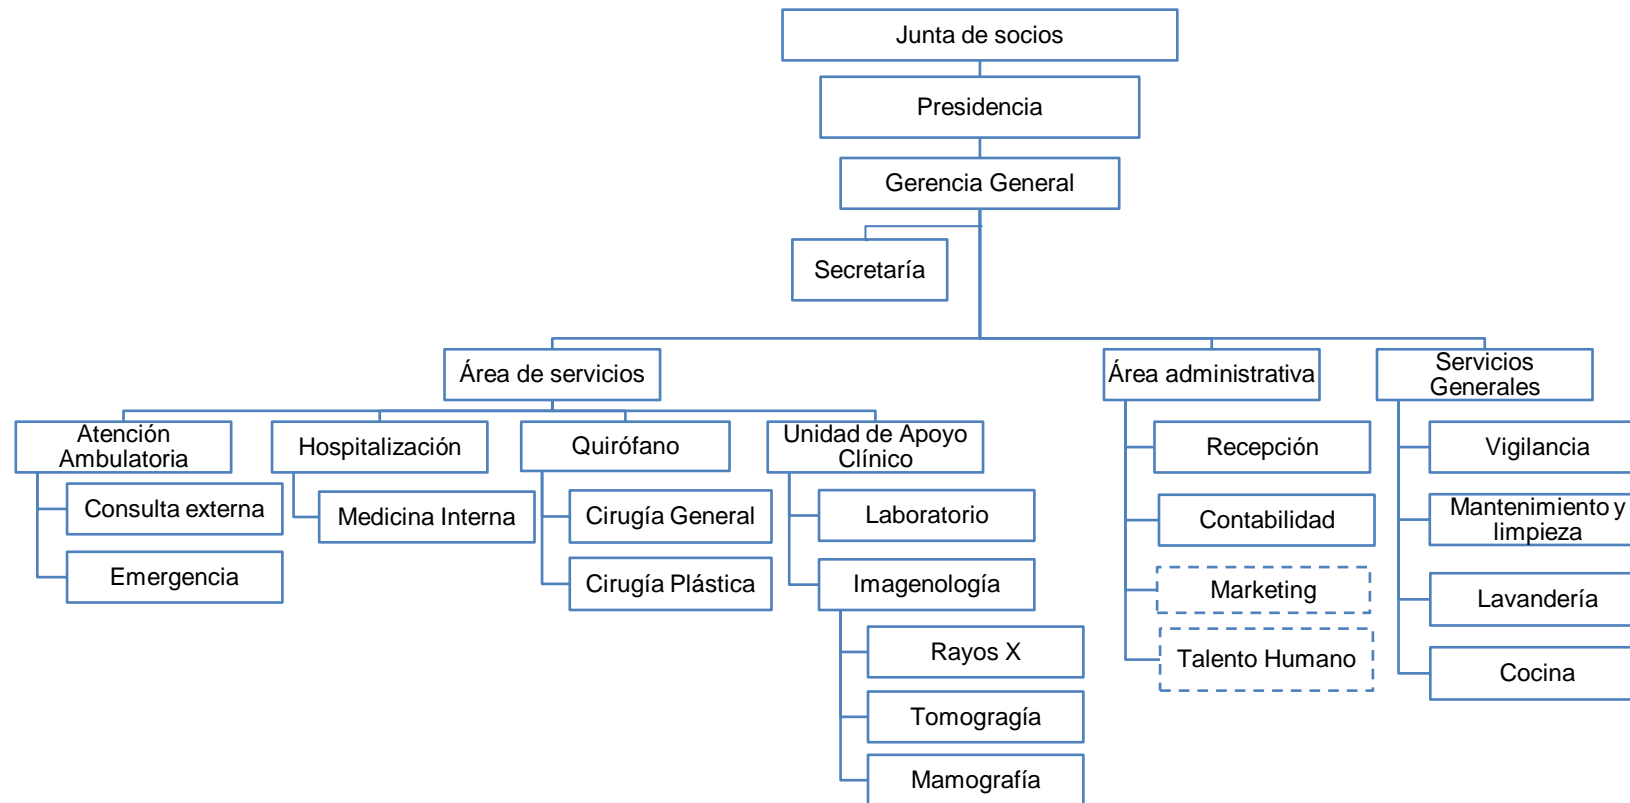 Junta de socios
Presidencia
Gerencia General
Secretaría
Área de servicios
Área administrativa
Servicios
Generales
Atención
Ambulatoria
Hospitalización
Quirófano
Unidad de Apoyo
Clínico
Recepción
Vigilancia
Consulta externa
Medicina Interna
Cirugía General
Laboratorio
Contabilidad
Mantenimiento y
limpieza
Emergencia
Cirugía Plástica
Imagenología
Marketing
Lavandería
Rayos X
Talento Humano
Cocina
Tomogragía
Mamografía